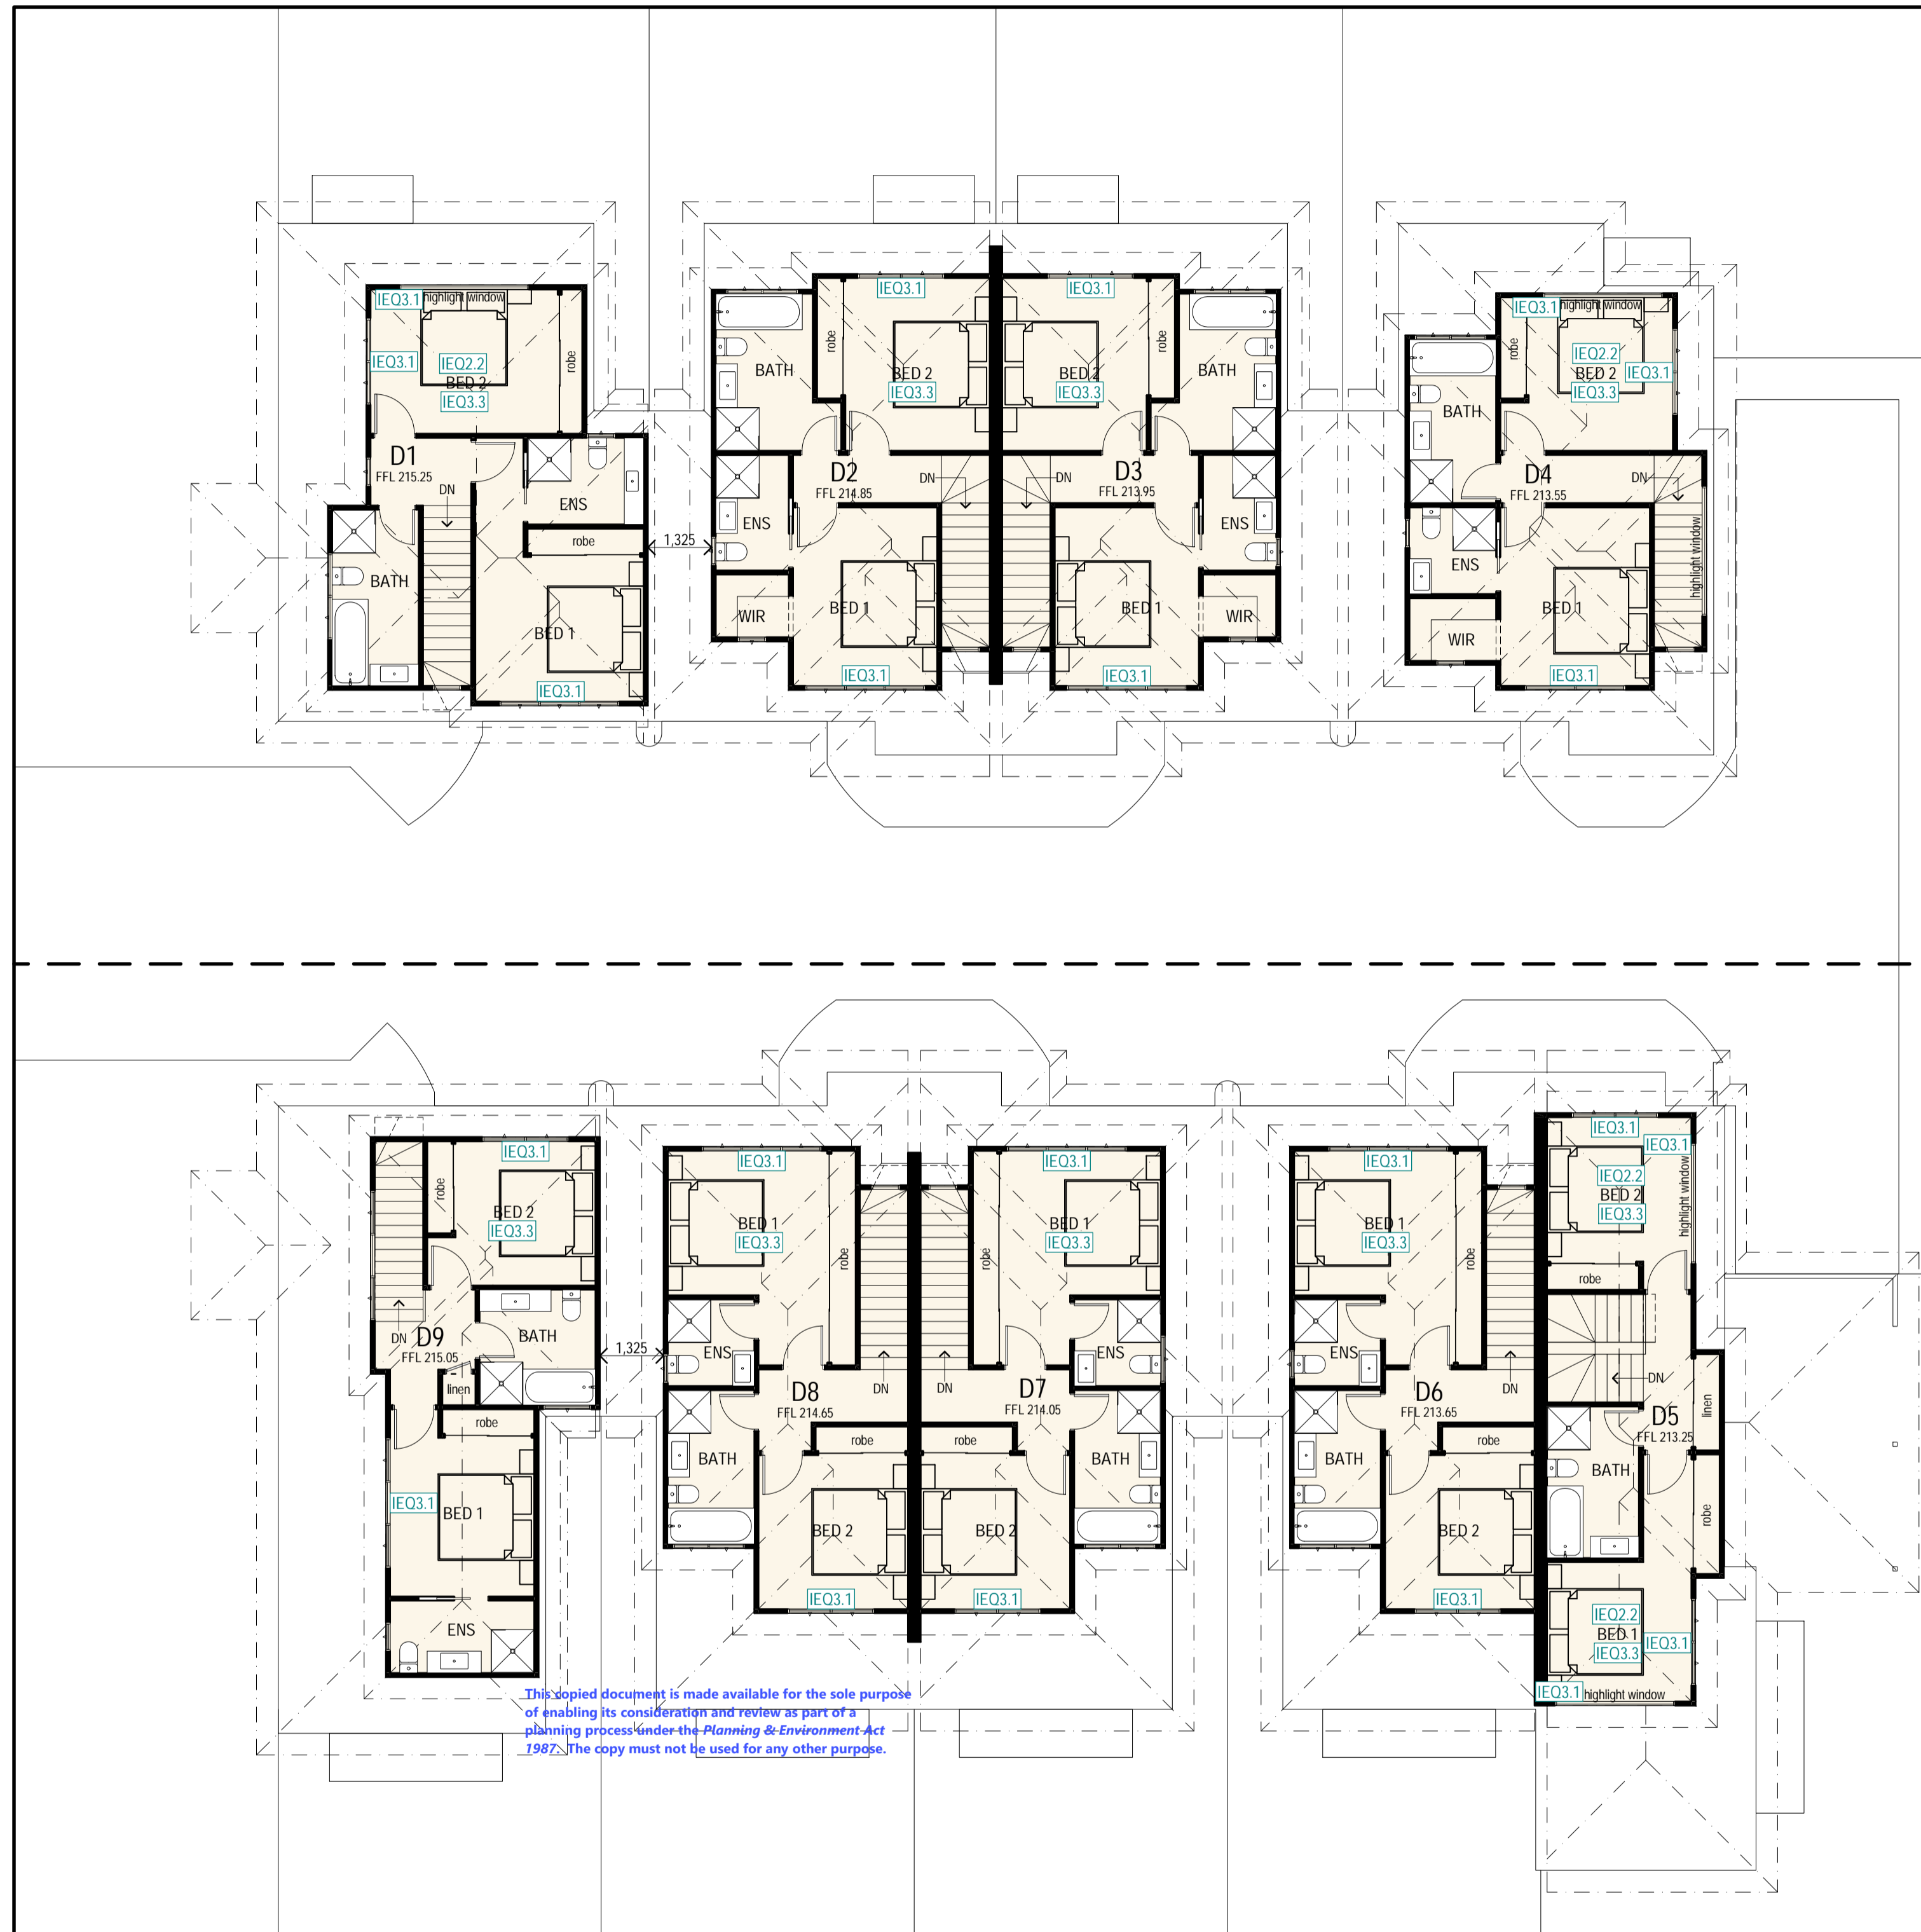 IEQ3.1
highlight window
IEQ3.1
IEQ2.2
BED 2
IEQ3.3
robe
D1
FFL 215.25
DN
ENS
robe
BATH
BED 1
IEQ3.1
1,325
IEQ3.1
robe
BATH
BED 2
IEQ3.3
D2
FFL 214.85
DN
ENS
WIR
BED 1
IEQ3.1
IEQ3.1
robe
BED 2
IEQ3.3
BATH
D3
FFL 213.95
DN
ENS
BED 1
WIR
IEQ3.1
IEQ3.1
highlight window
robe
IEQ2.2
BED 2
IEQ3.1
IEQ3.3
BATH
D4
FFL 213.55
DN
ENS
highlight window
BED 1
WIR
IEQ3.1
IEQ3.1
robe
BED 2
IEQ3.3
DN
D9
FFL 215.05
BATH
linen
robe
IEQ3.1
BED 1
ENS
1,325
IEQ3.1
BED 1
IEQ3.3
robe
ENS
D8
FFL 214.65
DN
robe
BATH
BED 2
IEQ3.1
IEQ3.1
BED 1
IEQ3.3
robe
ENS
DN
D7
FFL 214.05
robe
BATH
BED 2
IEQ3.1
IEQ3.1
BED 1
IEQ3.3
robe
ENS
D6
FFL 213.65
DN
robe
BATH
BED 2
IEQ3.1
IEQ3.1
IEQ3.1
IEQ2.2
BED 2
IEQ3.3
highlight window
robe
DN
linen
D5
FFL 213.25
BATH
robe
IEQ2.2
BED 1
IEQ3.1
IEQ3.3
IEQ3.1
highlight window
This copied document is made available for the sole purpose
of enabling its consideration and review as part of a
planning process under the Planning & Environment Act
1987. The copy must not be used for any other purpose.